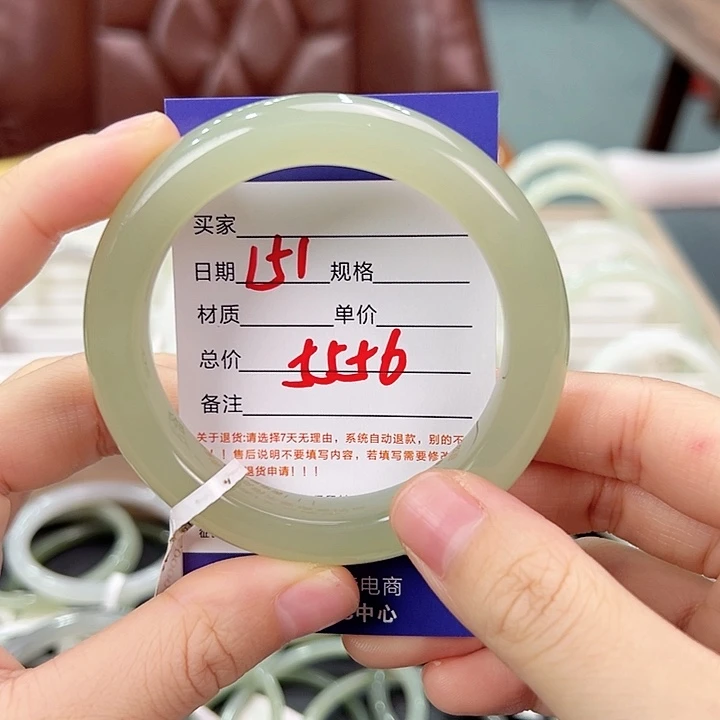 买家
日期 151 规格
材质 单价
总价 5556
备注
关于退货:请选择7天无理由，系统自动退款，别的不
！售后说明不要填写内容，若填写需要修改
退货申请！！！
电商
中心